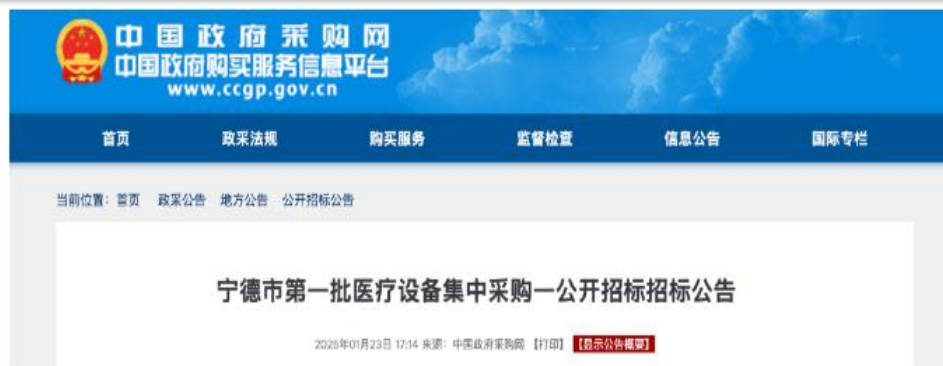 中国政府采购网
中国政府购买服务信息平台
www.ccgp.gov.cn
首页 政采法规 购买服务 监督检查 信息公告 国际专栏
当前位置：首页 政采公告 地方公告 公开招标公告
宁德市第一批医疗设备集中采购一公开招标招标公告
2026年01月23日 17:14 来源：中国政府采购网 【打印】 【显示公告概要】